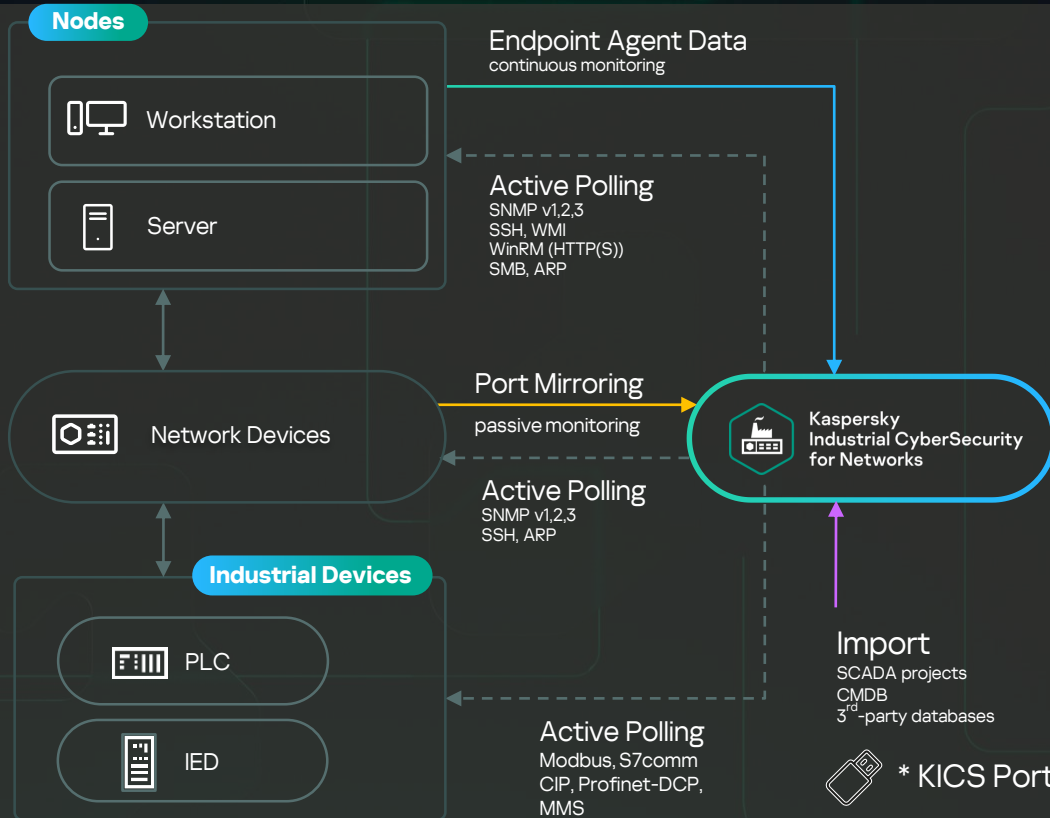 Nodes
Workstation
Server
Endpoint Agent Data
continuous monitoring
Active Polling
SNMP v1,2,3
SSH, WMI
WinRM (HTTP(S))
SMB, ARP
Network Devices
Port Mirroring
passive monitoring
Active Polling
SNMP v1,2,3
SSH, ARP
Kaspersky
Industrial CyberSecurity
for Networks
Industrial Devices
PLC
IED
Active Polling
Modbus, S7comm
CIP, Profinet-DCP,
MMS
Import
SCADA projects
CMDB
3rd-party databases
* KICS Port